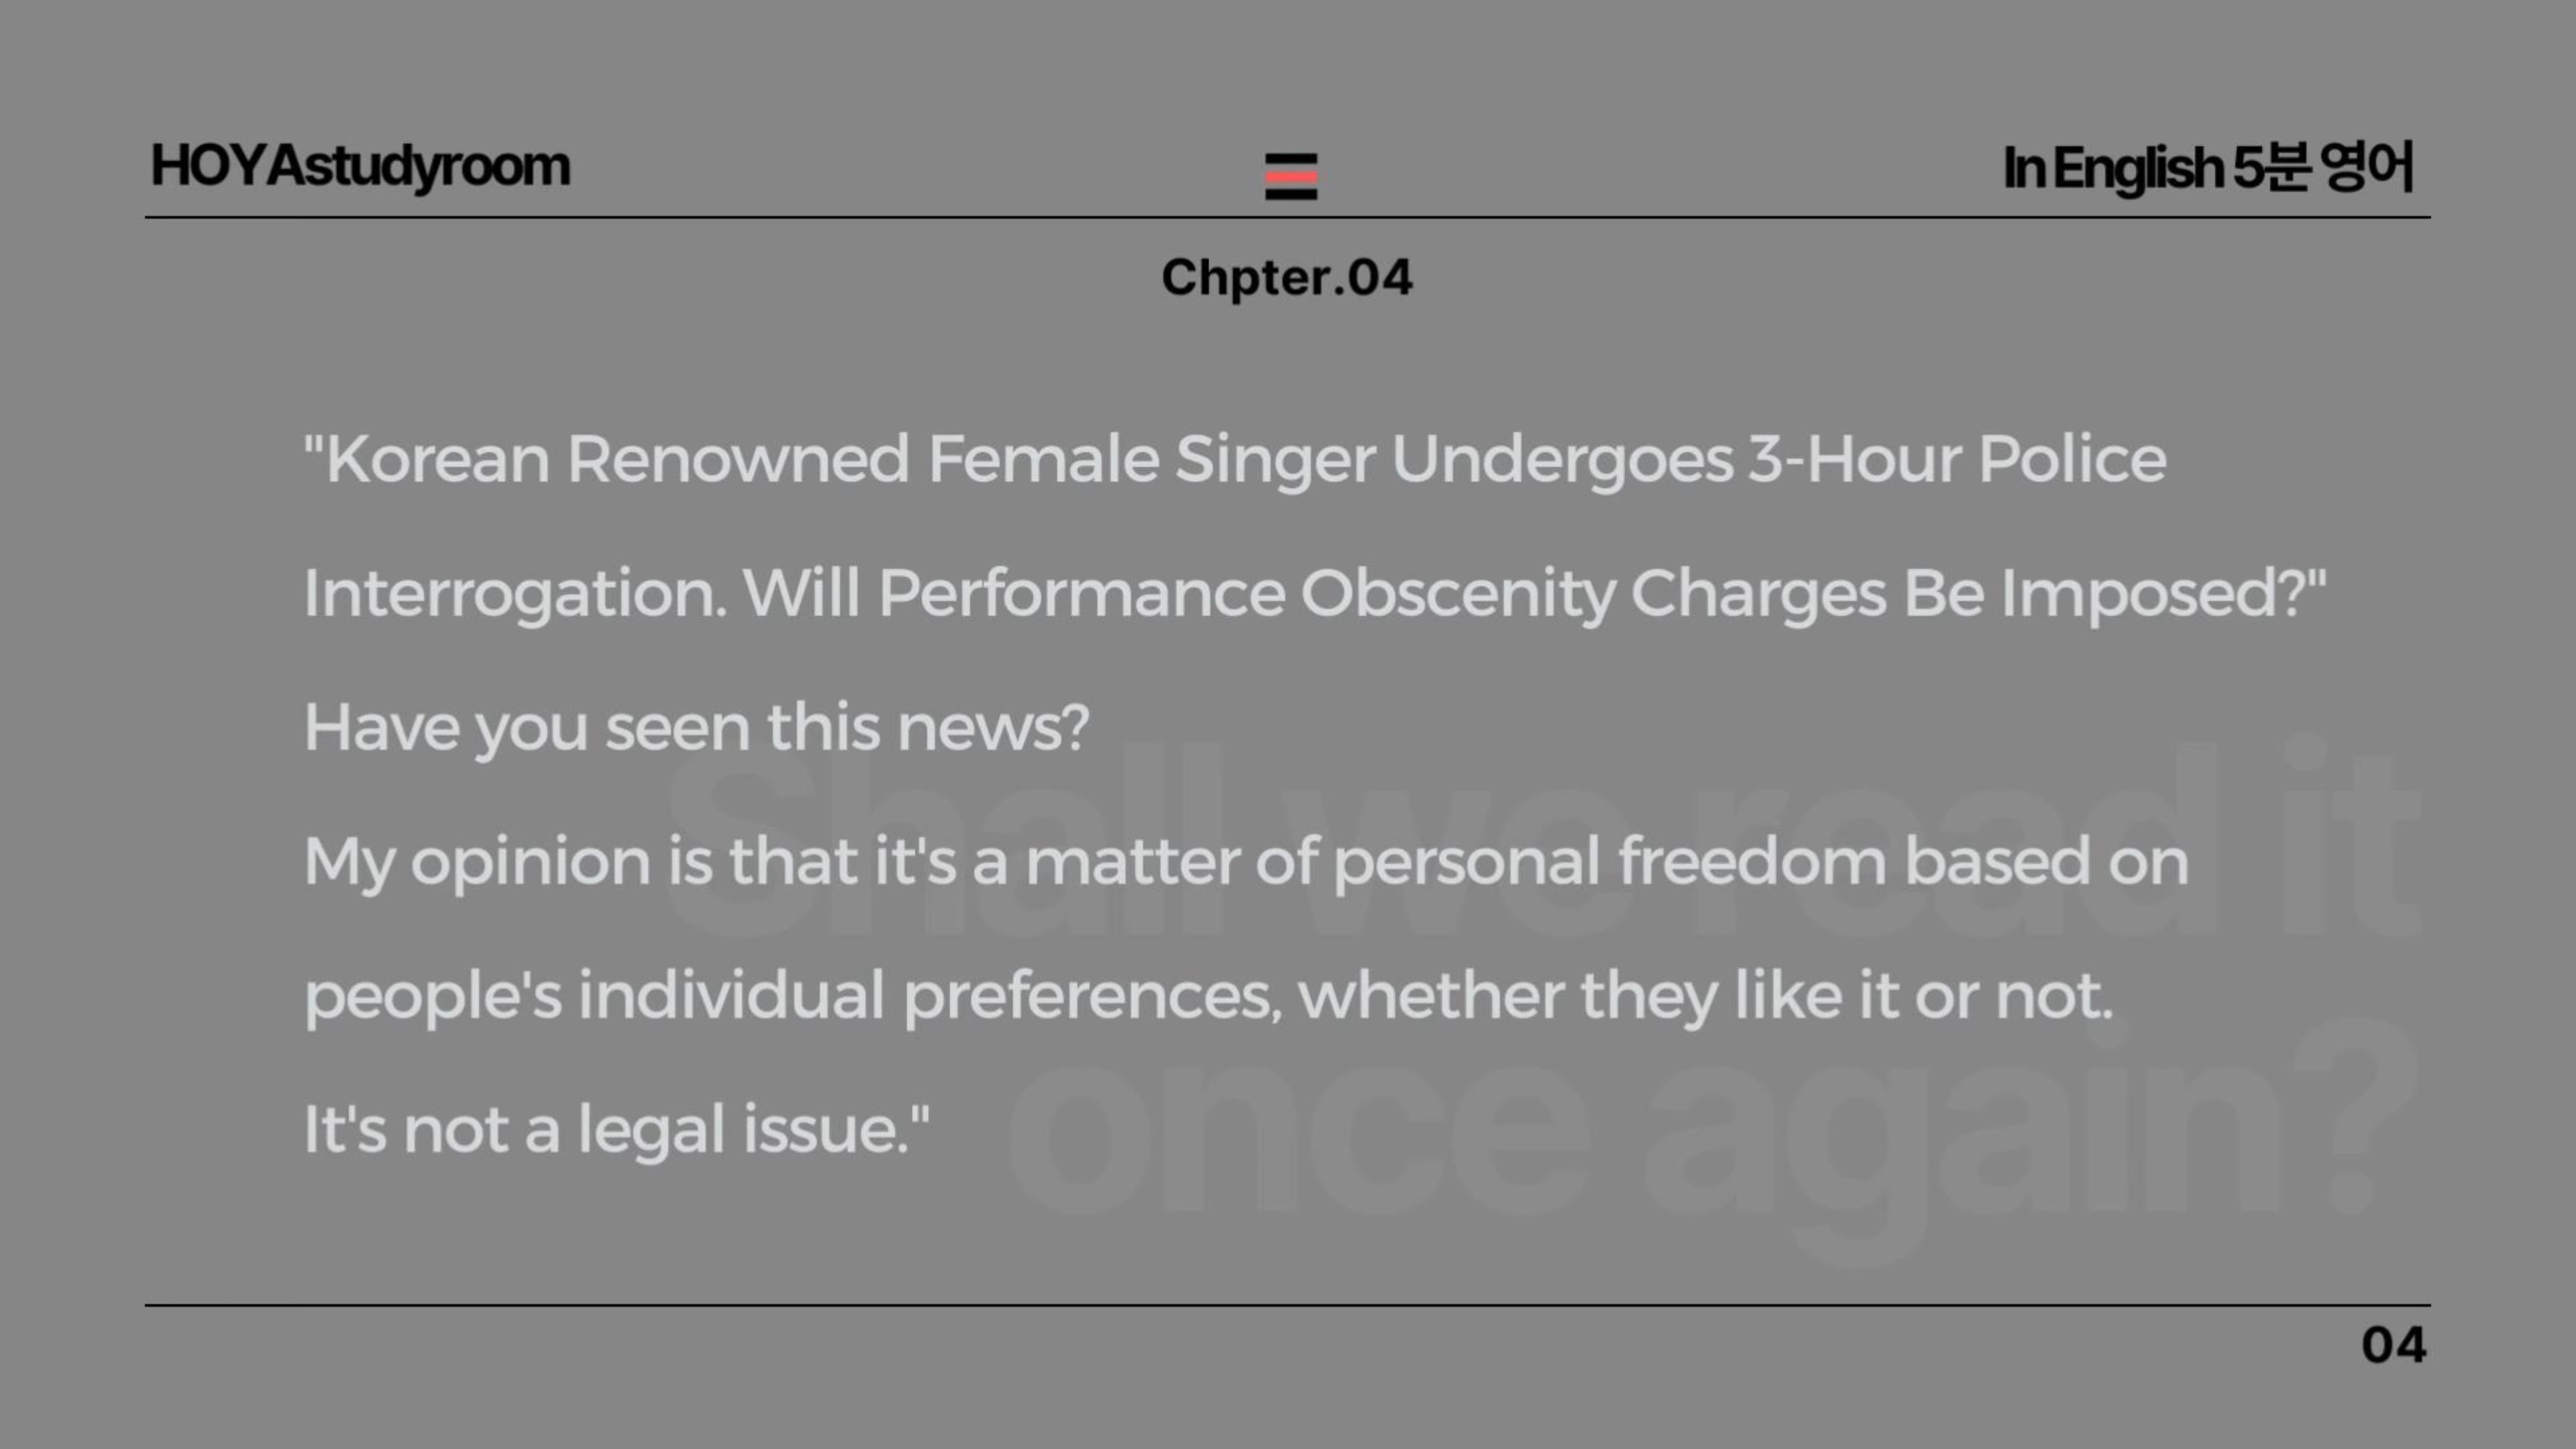 HOYAstudyroom
In English 5분 영어
Chpter.04
"Korean Renowned Female Singer Undergoes 3-Hour Police
Interrogation. Will Performance Obscenity Charges Be Imposed?"
Have you seen this news?
My opinion is that it's a matter of personal freedom based on
people's individual preferences, whether they like it or not.
It's not a legal issue."
Shall we read it
once again?
04